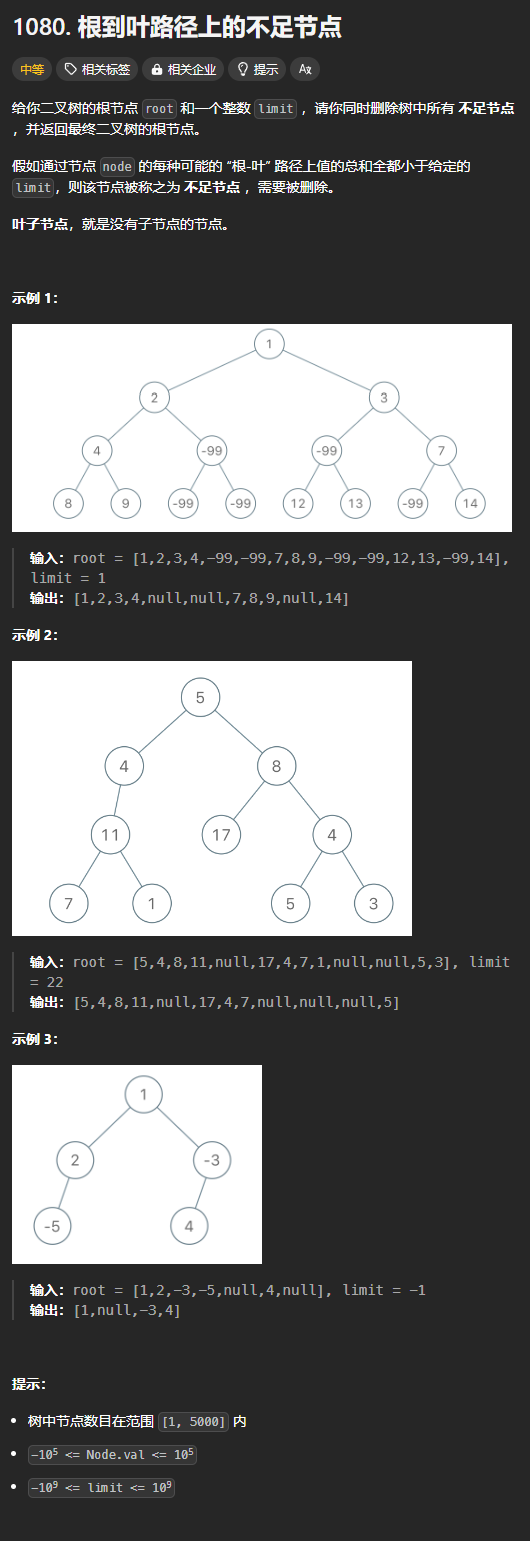 1080. 根到叶路径上的不足节点
中等 相关标签 相关企业 提示 A文
给你二叉树的根节点 root 和一个整数 limit ，请你同时删除树中所有 不足节点
，并返回最终二叉树的根节点。
假如通过节点 node 的每种可能的 “根-叶” 路径上值的总和全都小于给定的
limit，则该节点被称之为 不足节点 ，需要被删除。
叶子节点，就是没有子节点的节点。
示例 1：
1
2 3
4 -99 -99 7
8 9 -99 -99 12 13 -99 14
输入：root = [1,2,3,4,-99,-99,7,8,9,-99,-99,12,13,-99,14],
limit = 1
输出：[1,2,3,4,null,null,7,8,9,null,14]
示例 2：
5
4 8
11 17 4
7 1 5 3
输入：root = [5,4,8,11,null,17,4,7,1,null,null,5,3], limit
= 22
输出：[5,4,8,11,null,17,4,7,null,null,null,5]
示例 3：
1
2 -3
-5 4
输入：root = [1,2,-3,-5,null,4,null], limit = -1
输出：[1,null,-3,4]
提示：
• 树中节点数目在范围 [1, 5000] 内
• -10⁵ <= Node.val <= 10⁵
• -10⁹ <= limit <= 10⁹